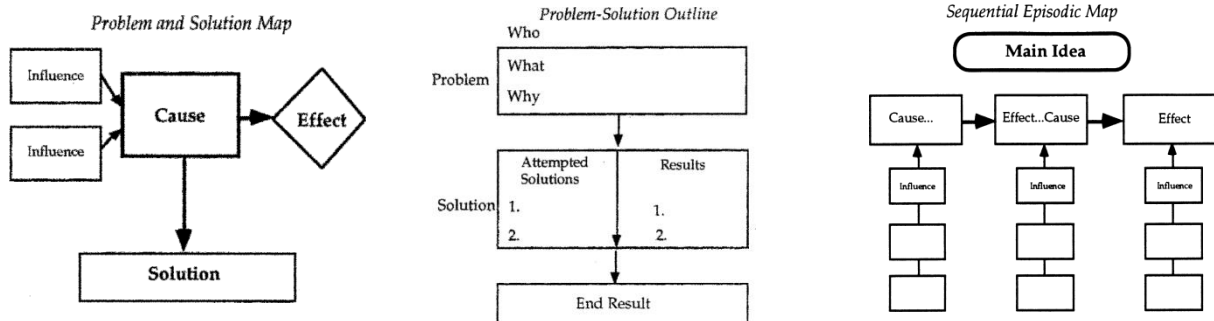 Problem and Solution Map
Influence
Influence
Cause
Effect
Solution
Problem-Solution Outline
Who
Problem
What
Why
Solution
Attempted
Solutions
1.
2.
Results
1.
2.
End Result
Sequential Episodic Map
Main Idea
Cause...
Effect...Cause
Effect
Influence
Influence
Influence